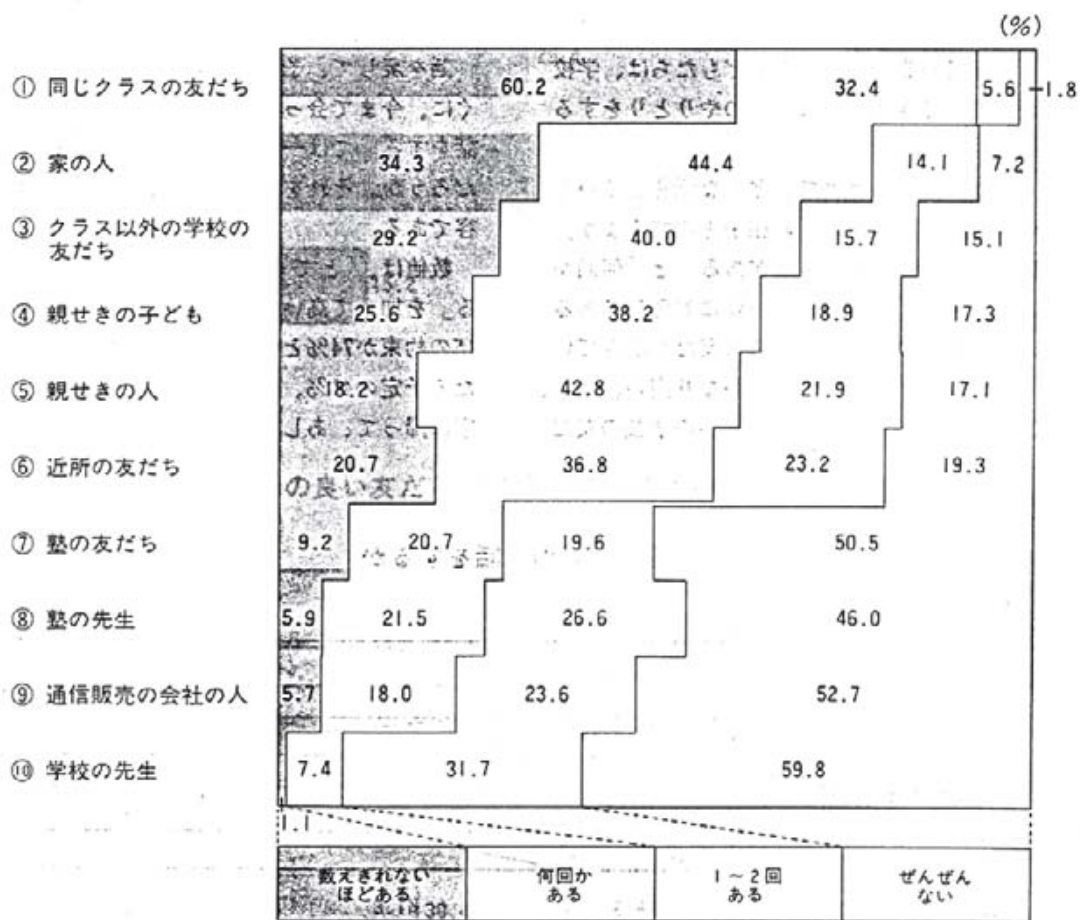 (%)
① 同じクラスの友だち 60.2 32.4 5.6 1.8
② 家の人 34.3 44.4 14.1 7.2
③ クラス以外の学校の
友だち 29.2 40.0 15.7 15.1
④ 親せきの子ども 25.6 38.2 18.9 17.3
⑤ 親せきの人 18.2 42.8 21.9 17.1
⑥ 近所の友だち 20.7 36.8 23.2 19.3
⑦ 塾の友だち 9.2 20.7 19.6 50.5
⑧ 塾の先生 5.9 21.5 26.6 46.0
⑨ 通信販売の会社の人 5.7 18.0 23.6 52.7
⑩ 学校の先生 7.4 31.7 59.8
1.1
数えきれない 何回か 1～2回 ぜんぜん
ほどある ある ある ない